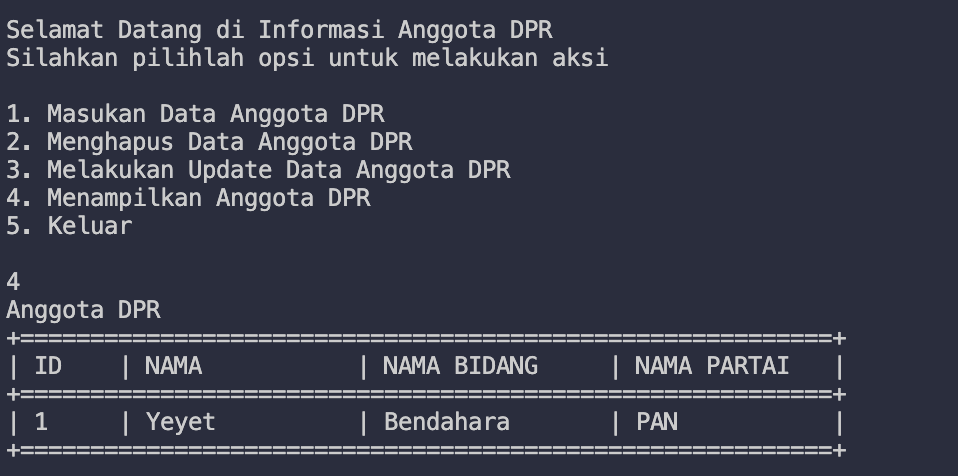 Selamat Datang di Informasi Anggota DPR
Silahkan pilihlah opsi untuk melakukan aksi
1. Masukan Data Anggota DPR
2. Menghapus Data Anggota DPR
3. Melakukan Update Data Anggota DPR
4. Menampilkan Anggota DPR
5. Keluar
4
Anggota DPR
+==========================================================+
| ID    | NAMA           | NAMA BIDANG     | NAMA PARTAI   |
+==========================================================+
| 1     | Yeyet          | Bendahara       | PAN           |
+==========================================================+